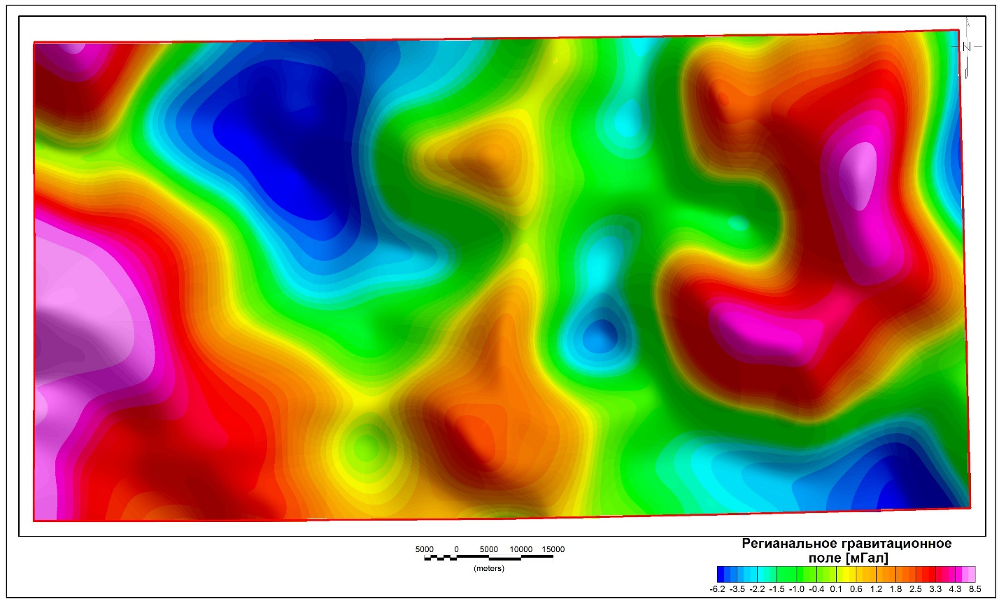 N
5000 0 5000 10000 15000
(meters)
Регианальное гравитационное
поле [мГал]
-6.2 -3.5 -2.2 -1.5 -1.0 -0.4 0.1 0.6 1.2 1.8 2.5 3.3 4.3 8.5